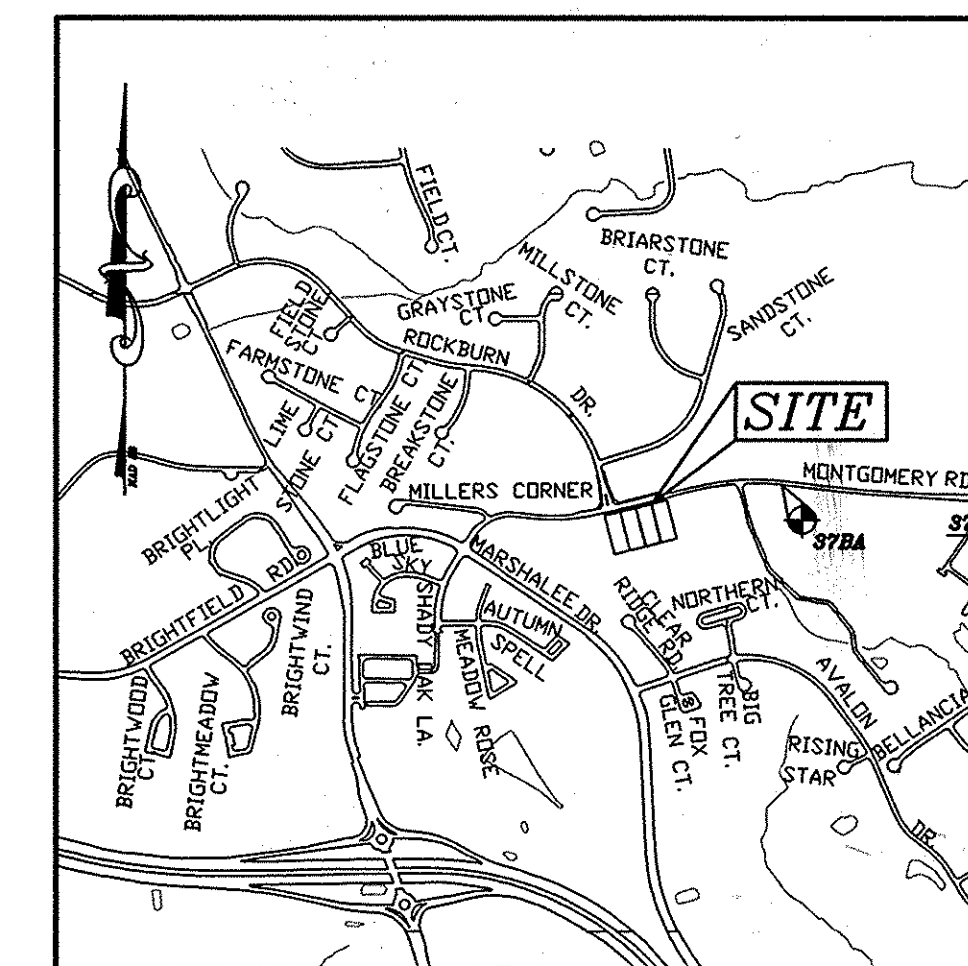 FIELD CT.
BRIARSTONE
CT.
MILLSTONE
CT.
GRAYSTONE
CT.
SANDSTONE
CT.
FIELD
STONE
CT.
ROCKBURN
DR.
FARMSTONE CT.
LIME
STONE CT.
FLAGSTONE CT.
BREAKSTONE
CT.
SITE
MILLERS CORNER
MONTGOMERY RD
37BA
37
BRIGHTLIGHT
PL.
BLUE
SKY
MARSHALEE DR.
BRIGHTFIELD RD.
BRIGHTWIND
CT.
SHADY OAK LA.
AUTUMN
SPELL
MEADOW ROSE
CLEAR
RIDGE RD.
NORTHERN
CT.
BRIGHTWOOD
CT.
BRIGHTMEADOW
CT.
FOX
GLEN CT.
BIG
TREE CT.
AVALON
DR.
RISING
STAR
BELLANCIA